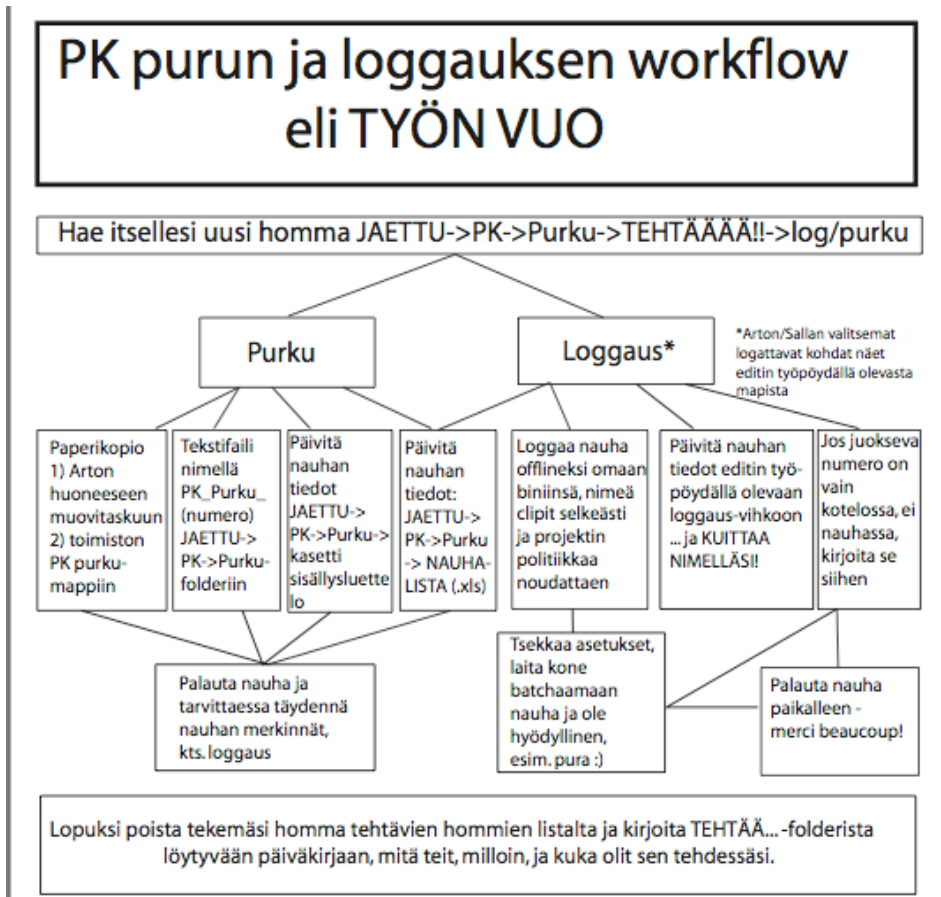 PK purun ja loggauksen workflow
eli TYÖN VUO
Hae itsellesi uusi homma JAETTU->PK->Purku->TEHTÄÄÄÄ!!->log/purku
Purku
Loggaus*
*Arton/Sallan valitsemat
logattavat kohdat näet
editin työpöydällä olevasta
mapista
Paperikopio
1) Arton
huoneeseen
muovitaskuun
2) toimiston
PK purku-
mappiin
Tekstifaili
nimellä
PK_Purku_
(numero)
JAETTU->
PK->Purku-
folderiin
Päivitä
nauhan
tiedot
JAETTU->
PK->Purku->
kasetti
sisällysluette
lo
Päivitä
nauhan
tiedot:
JAETTU->
PK->Purku
-> NAUHA-
LISTA (.xls)
Loggaa nauha
offlineksi omaan
biniinsä, nimeä
clipit selkeästi
ja projektin
politiikkaa
noudattaen
Päivitä nauhan
tiedot editin työ-
pöydällä olevaan
loggaus-vihkoon
... ja KUITTAA
NIMELLÄSI!
Jos juokseva
numero on
vain
kotelossa, ei
nauhassa,
kirjoita se
siihen
Palauta nauha ja
tarvittaessa täydennä
nauhan merkinnät,
kts. loggaus
Tsekkaa asetukset,
laita kone
batchaamaan
nauha ja ole
hyödyllinen,
esim. pura :)
Palauta nauha
paikalleen -
merci beaucoup!
Lopuksi poista tekemäsi homma tehtävien hommien listalta ja kirjoita TEHTÄÄ... -folderista
löytyvään päiväkirjaan, mitä teit, milloin, ja kuka olit sen tehdessäsi.